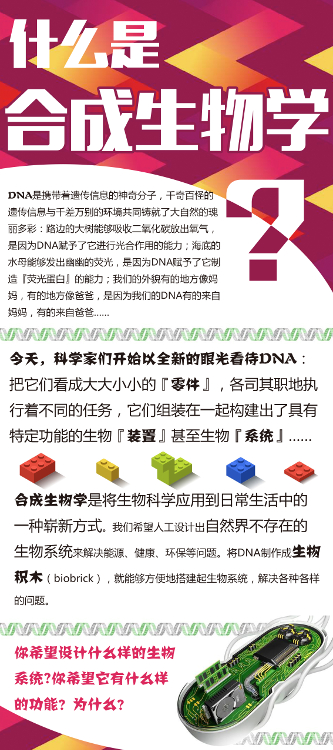 什么是
合成生物学
?
DNA是携带着遗传信息的神奇分子，千奇百怪的
遗传信息与千差万别的环境共同铸就了大自然的瑰
丽多彩：路边的大树能够吸收二氧化碳放出氧气，
是因为DNA赋予了它进行光合作用的能力；海底的
水母能够发出幽幽的荧光，是因为DNA赋予了它制
造『荧光蛋白』的能力；我们的外貌有的地方像妈
妈，有的地方像爸爸，是因为我们的DNA有的来自
妈妈，有的来自爸爸……
今天，科学家们开始以全新的眼光看待DNA：
把它们看成大大小小的『零件』，各司其职地执
行着不同的任务，它们组装在一起构建出了具有
特定功能的生物『装置』甚至生物『系统』……
合成生物学是将生物科学应用到日常生活中的
一种崭新方式。我们希望人工设计出自然界不存在的
生物系统来解决能源、健康、环保等问题。将DNA制作成生物
积木（biobrick），就能够方便地搭建起生物系统，解决各种各样
的问题。
你希望设计什么样的生物
系统?你希望它有什么样
的功能？为什么?